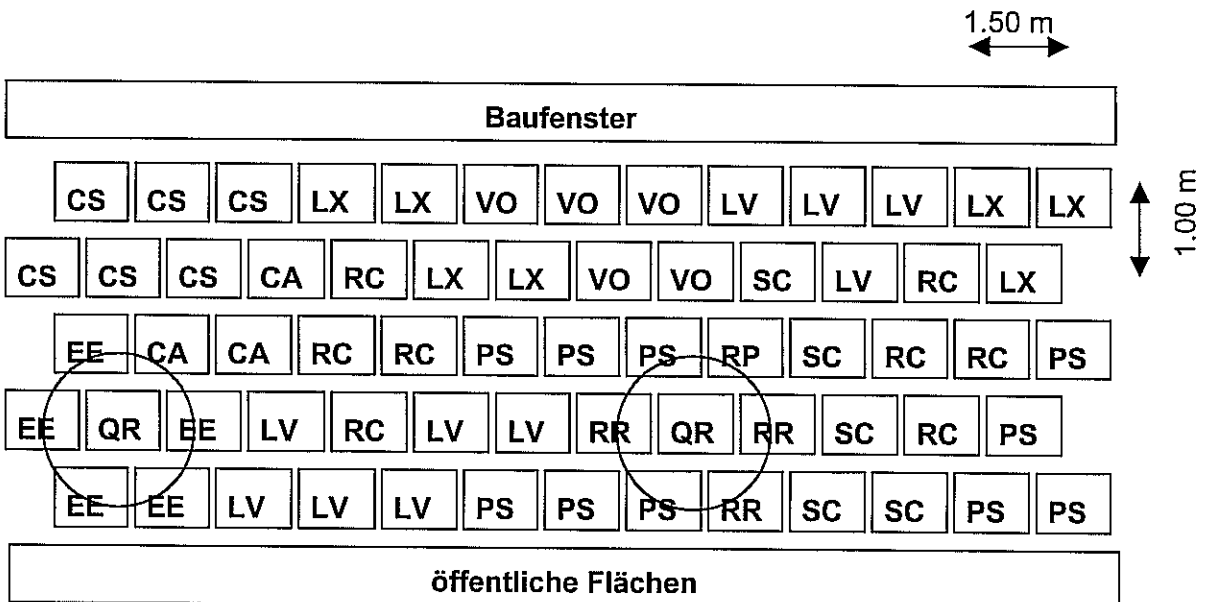 1.50 m
Baufenster
CS CS CS LX LX VO VO VO LV LV LV LX LX
1.00 m
CS CS CS CA RC LX LX VO VO SC LV RC LX
EE CA CA RC RC PS PS PS RP SC RC RC PS
EE QR EE LV RC LV LV RR QR RR SC RC PS
EE EE LV LV LV PS PS PS RR SC SC PS PS
öffentliche Flächen